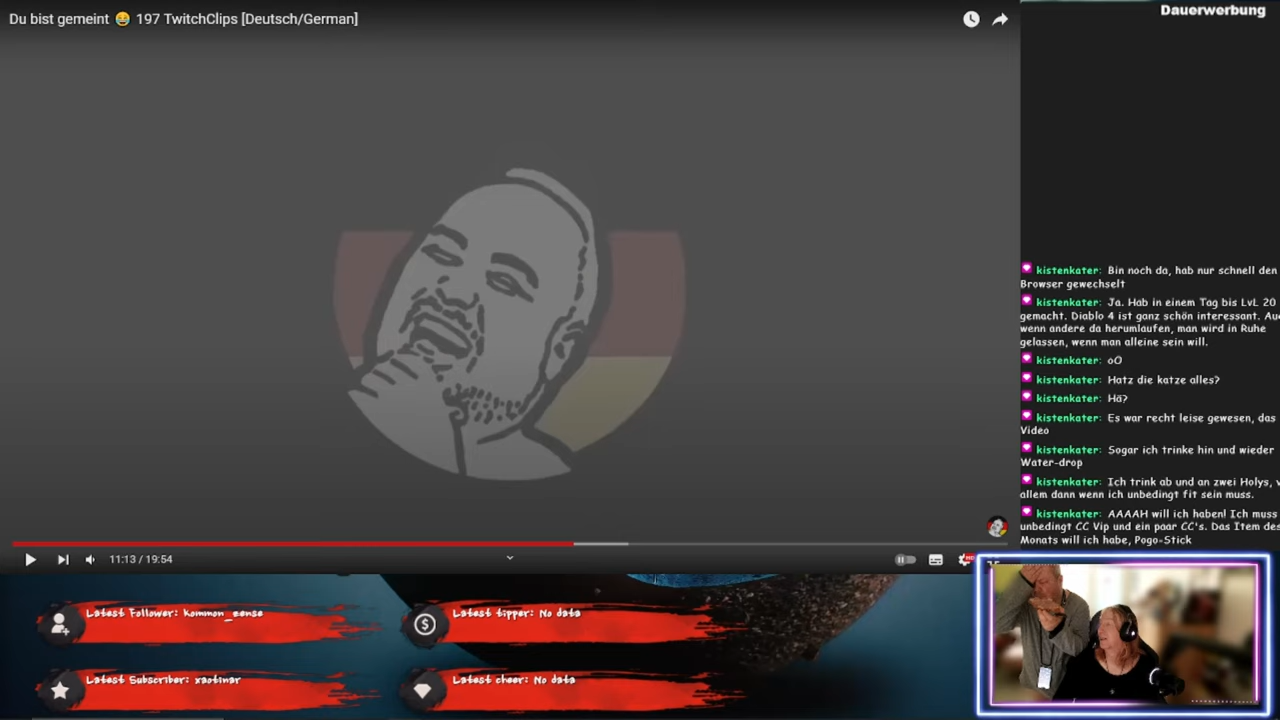 Du bist gemeint 😂 197 TwitchClips [Deutsch/German]
Dauerwerbung
kistenkater: Bin noch da, hab nur schnell den
Browser gewechselt
kistenkater: Ja. Hab in einem Tag bis LvL 20
gemacht. Diablo 4 ist ganz schön interessant.
wenn andere da herumlaufen, man wird in Ruhe
gelassen, wenn man alleine sein will.
kistenkater: oO
kistenkater: Hatz die katze alles?
kistenkater: Hä?
kistenkater: Es war recht leise gewesen, das
Video
kistenkater: Sogar ich trinke hin und wieder
Water-drop
kistenkater: Ich trink ab und an zwei Holys,
allem dann wenn ich unbedingt fit sein muss.
kistenkater: AAAAH will ich haben! Ich muss
unbedingt CC Vip und ein paar CC's. Das Item des
Monats will ich habe, Pogo-Stick
11:13 / 19:54
Latest Follower: Kommon_zense
Latest tipper: No data
Latest Subscriber: xaotinar
Latest cheer: No data